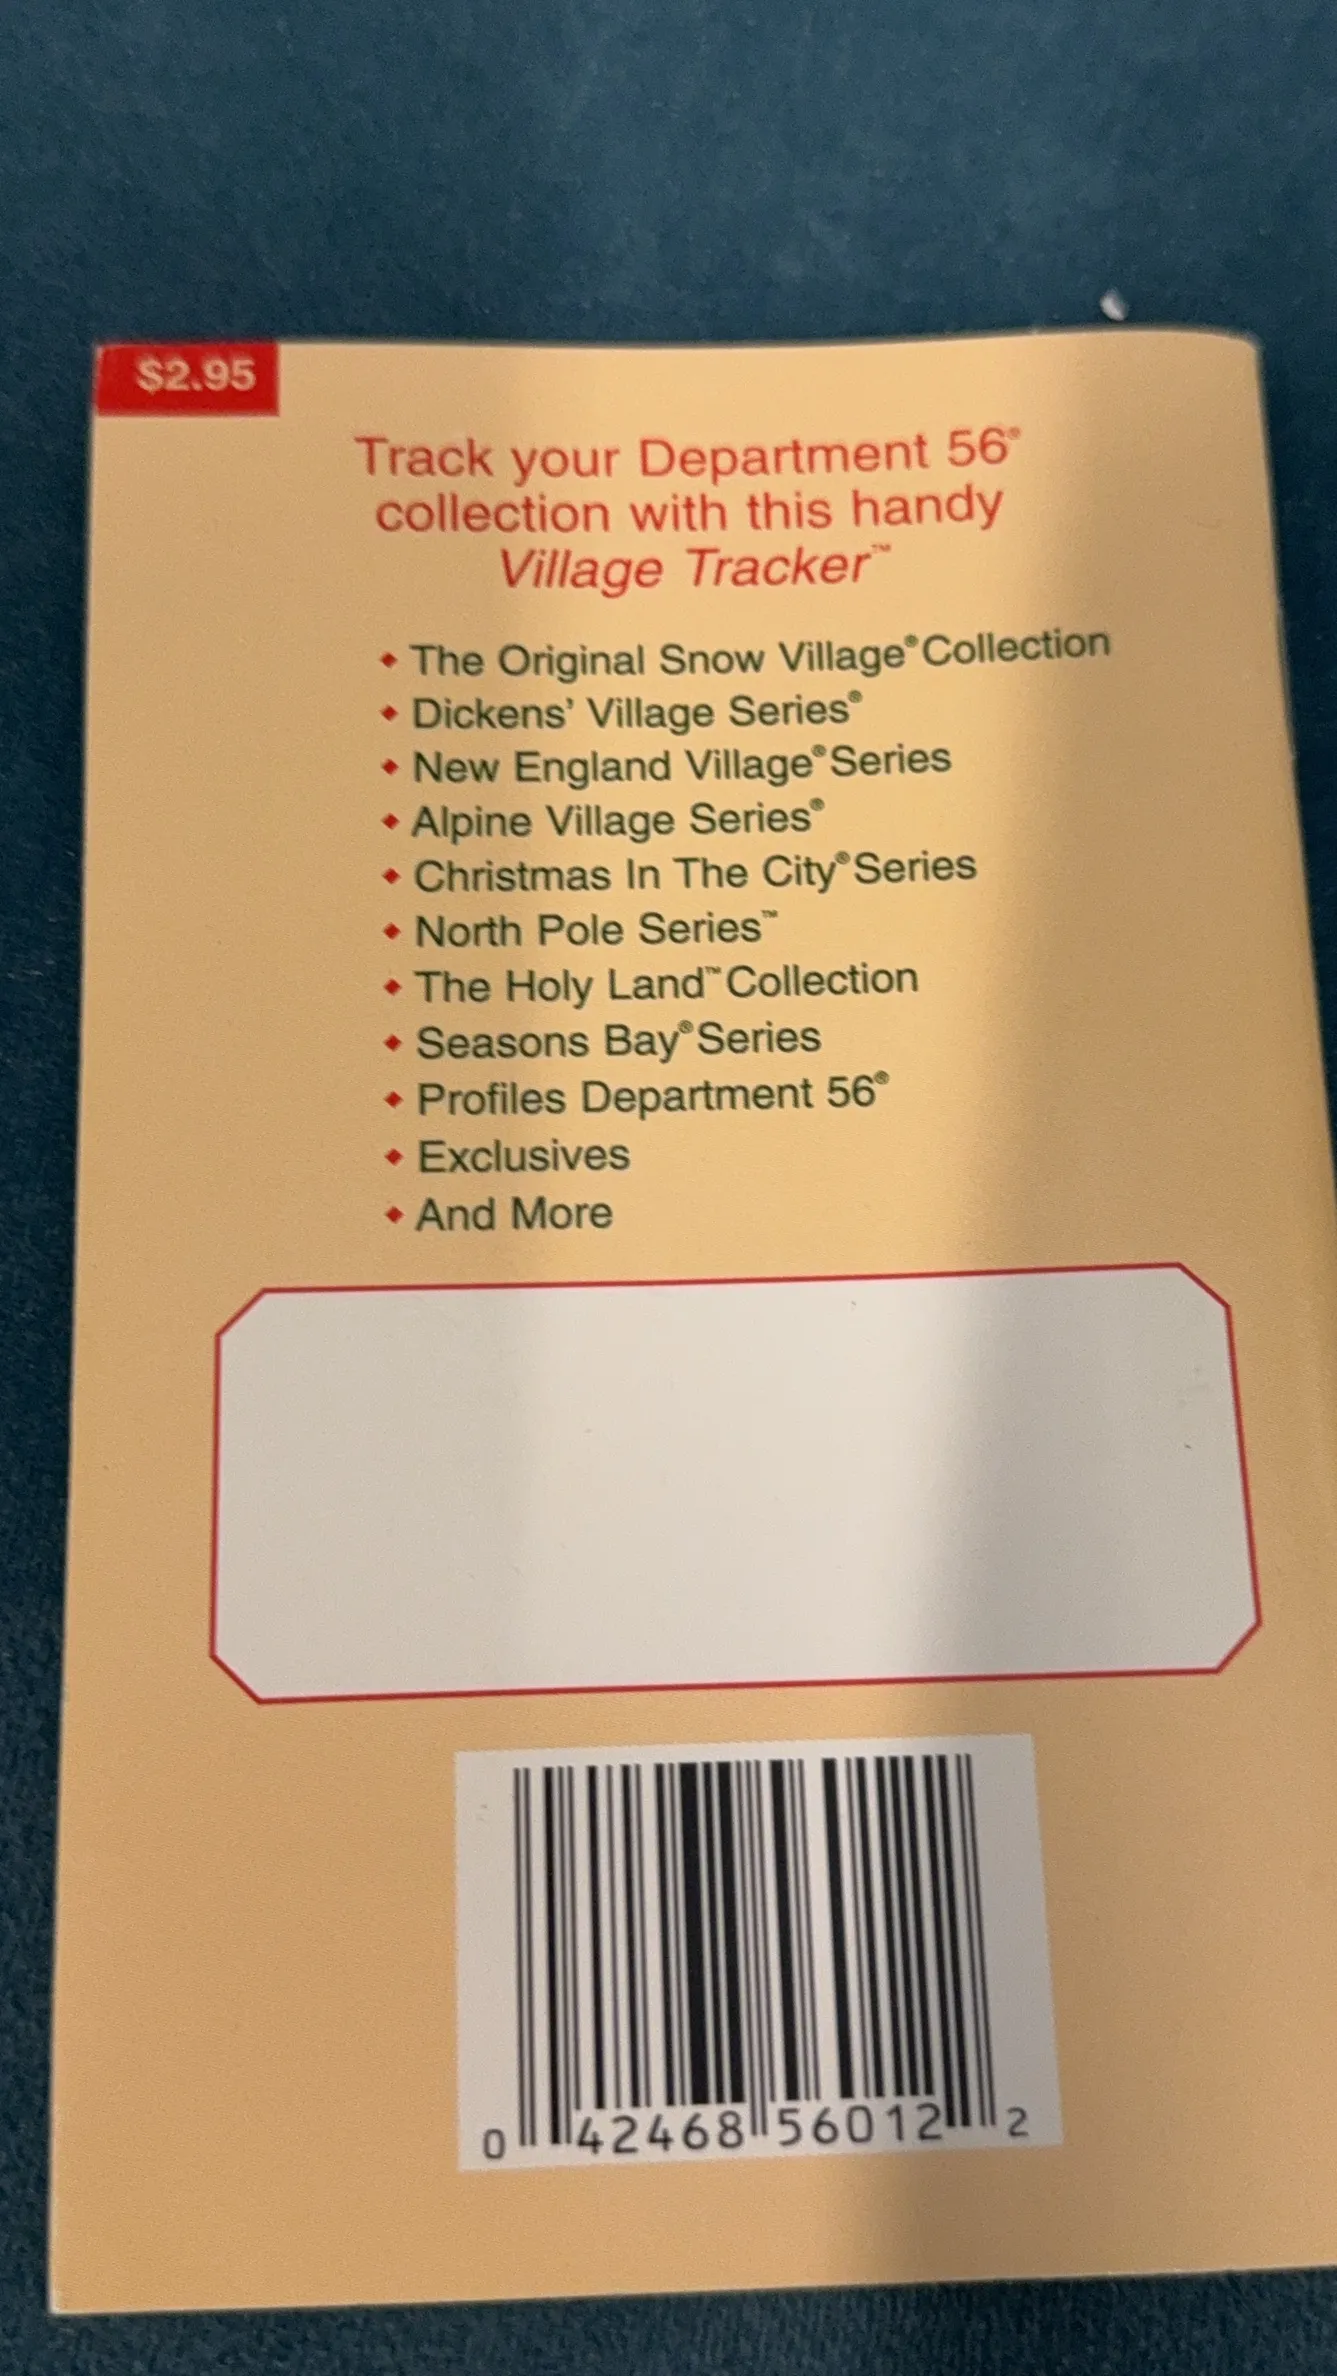 $2.95
Track your Department 56®
collection with this handy
Village Tracker™
◆ The Original Snow Village® Collection
◆ Dickens’ Village Series®
◆ New England Village® Series
◆ Alpine Village Series®
◆ Christmas In The City® Series
◆ North Pole Series™
◆ The Holy Land™ Collection
◆ Seasons Bay® Series
◆ Profiles Department 56®
◆ Exclusives
◆ And More
0 42468 56012 2